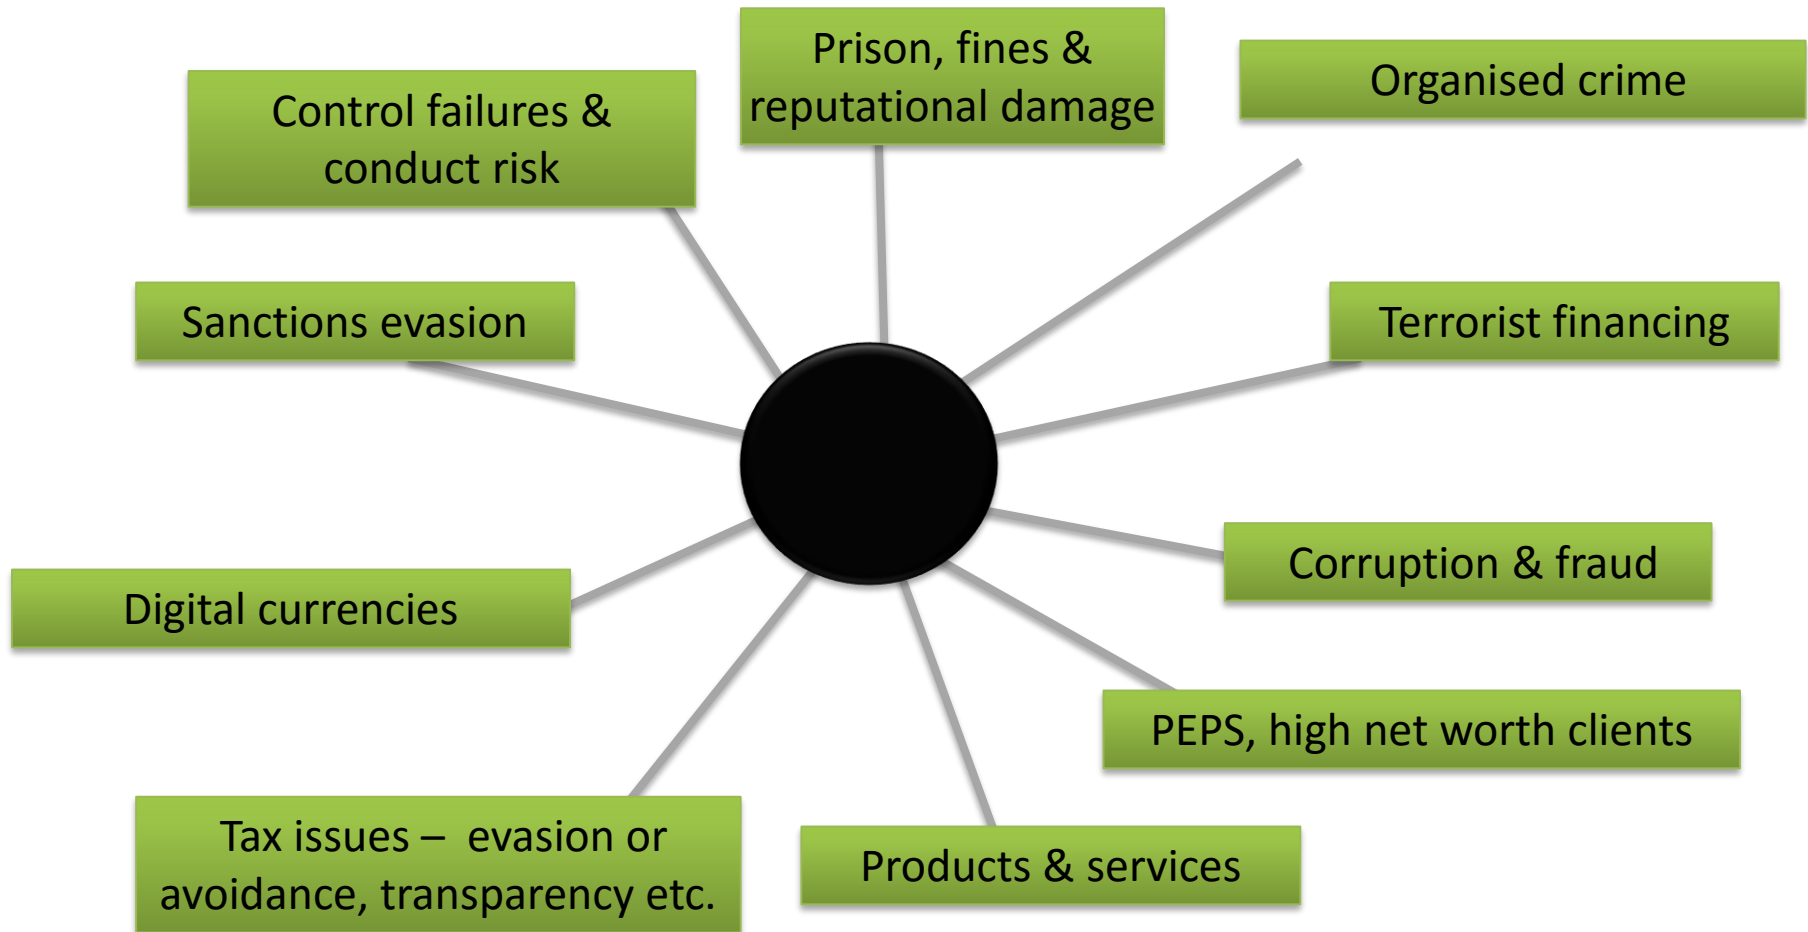 Prison, fines &
reputational damage
Organised crime
Control failures &
conduct risk
Sanctions evasion
Terrorist financing
Corruption & fraud
Digital currencies
PEPS, high net worth clients
Tax issues – evasion or
avoidance, transparency etc.
Products & services